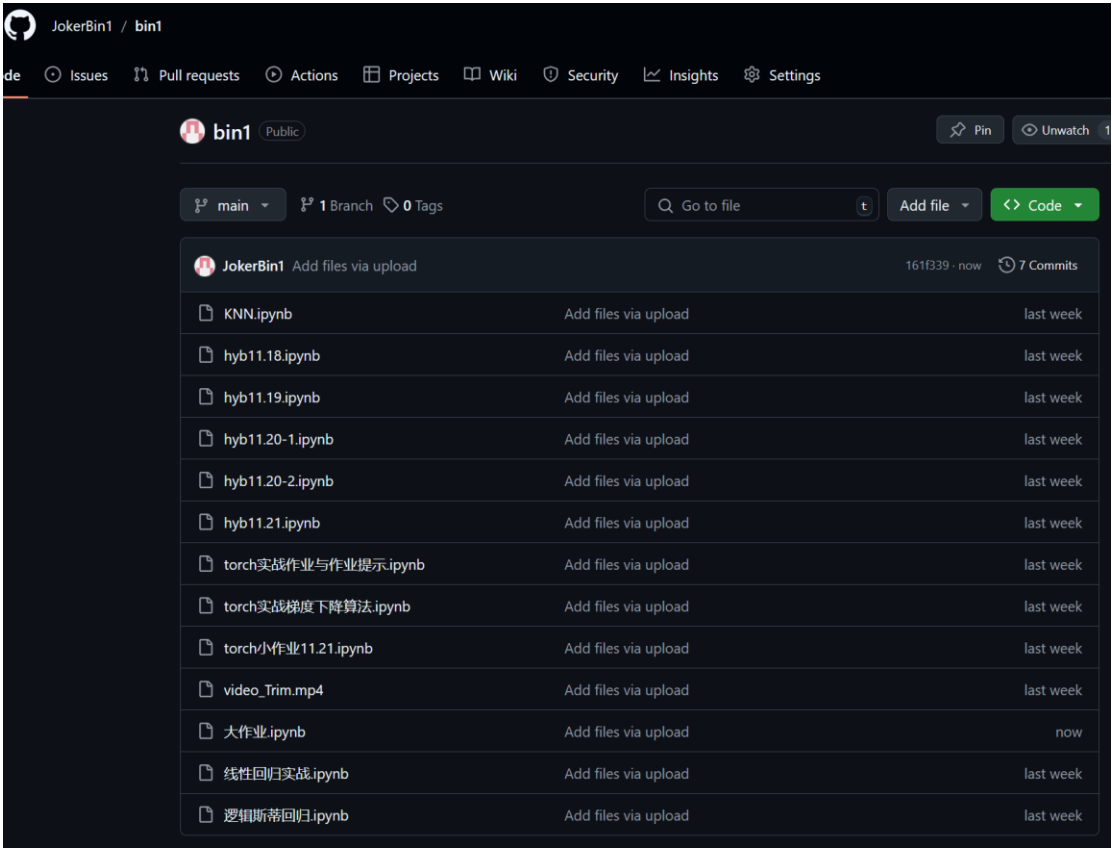 JokerBin1 / bin1
de Issues Pull requests Actions Projects Wiki Security Insights Settings
bin1 Public Pin Unwatch 1
main 1 Branch 0 Tags Go to file t Add file Code
JokerBin1 Add files via upload 161f339 · now 7 Commits
KNN.ipynb Add files via upload last week
hyb11.18.ipynb Add files via upload last week
hyb11.19.ipynb Add files via upload last week
hyb11.20-1.ipynb Add files via upload last week
hyb11.20-2.ipynb Add files via upload last week
hyb11.21.ipynb Add files via upload last week
torch实战作业与作业提示.ipynb Add files via upload last week
torch实战梯度下降算法.ipynb Add files via upload last week
torch小作业11.21.ipynb Add files via upload last week
video_Trim.mp4 Add files via upload last week
大作业.ipynb Add files via upload now
线性回归实战.ipynb Add files via upload last week
逻辑斯蒂回归.ipynb Add files via upload last week